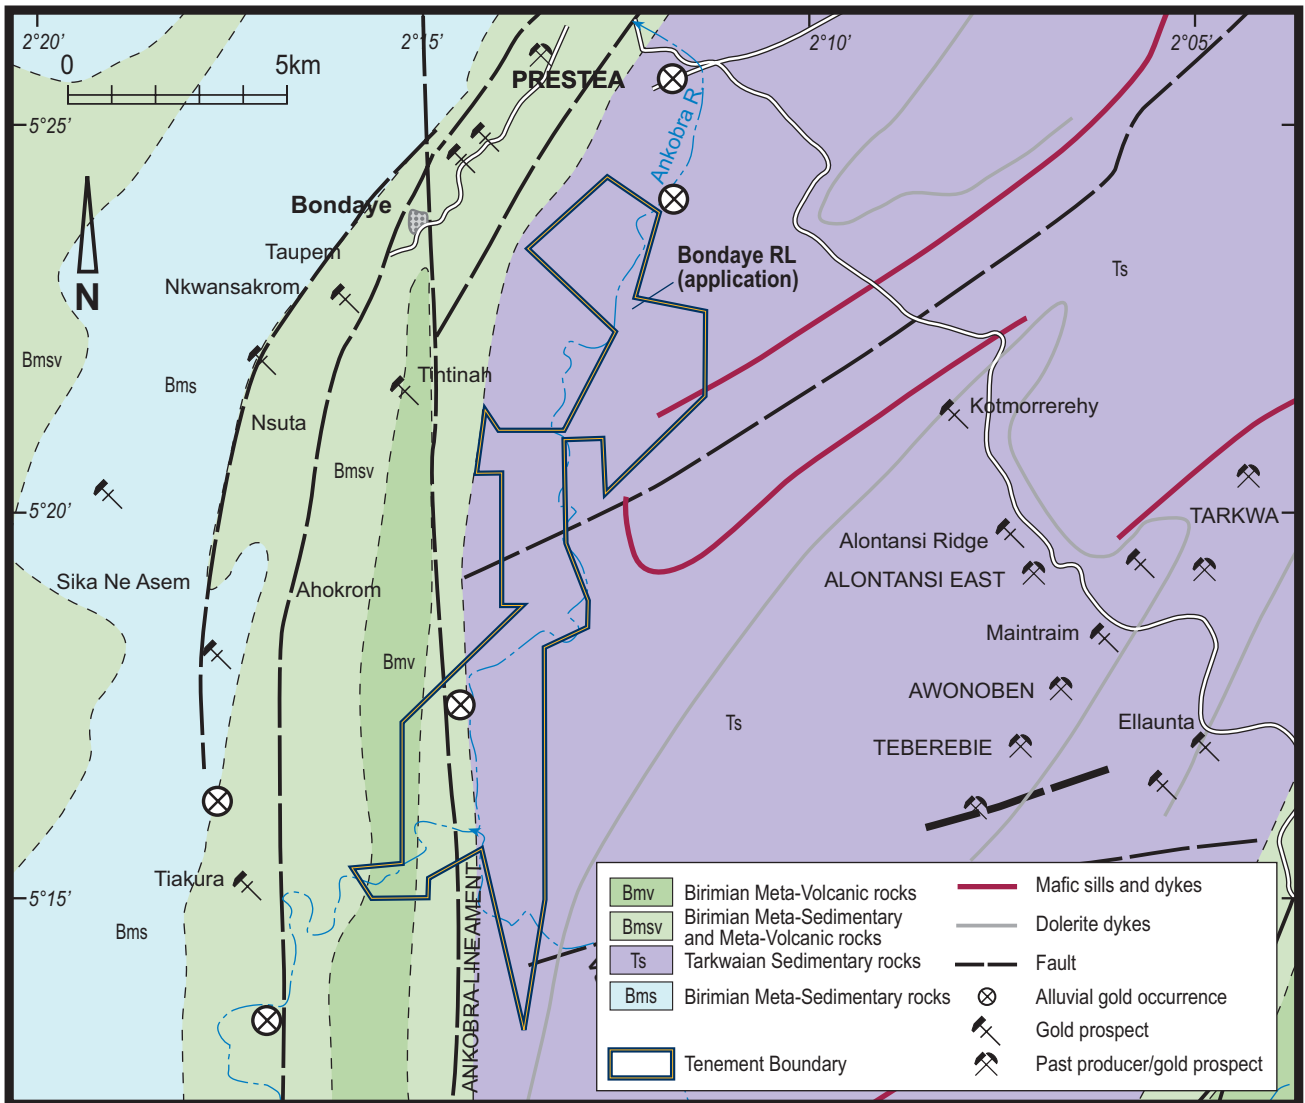 2°20'
2°15'
2°10'
2°05'
0
5km
PRESTEA
5°25'
Ankobra R.
N
Bondaye
Taupem
Nkwansakrom
Bondaye RL
(application)
Ts
Bmsv
Bms
Tintinah
Nsuta
Kotmorrerehy
Bmsv
5°20'
TARKWA
Alontansi Ridge
ALONTANSI EAST
Sika Ne Asem
Ahokrom
Maintraim
Bmv
AWONOBEN
Ts
Ellaunta
TEBEREBIE
Tiakura
5°15'
Bms
ANKOBRA LINEAMENT
Bmv
Birimian Meta-Volcanic rocks
Bmsv
Birimian Meta-Sedimentary
and Meta-Volcanic rocks
Ts
Tarkwaian Sedimentary rocks
Bms
Birimian Meta-Sedimentary rocks
Tenement Boundary
Mafic sills and dykes
Dolerite dykes
Fault
Alluvial gold occurrence
Gold prospect
Past producer/gold prospect